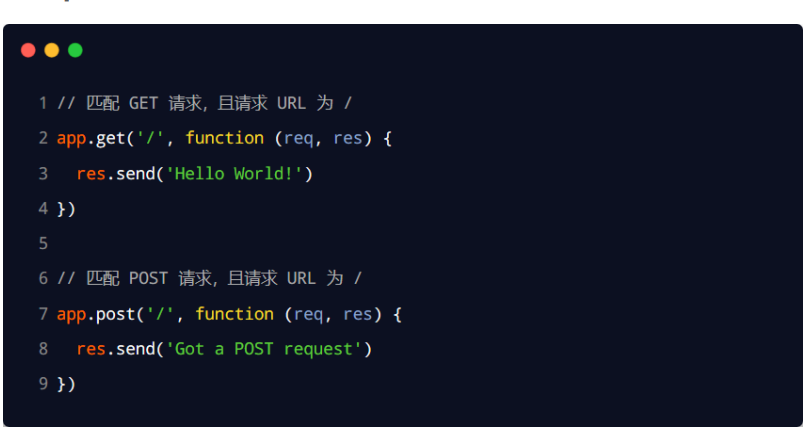 1 // 匹配 GET 请求, 且请求 URL 为 /
2 app.get('/', function (req, res) {
3   res.send('Hello World!')
4 })
5
6 // 匹配 POST 请求, 且请求 URL 为 /
7 app.post('/', function (req, res) {
8   res.send('Got a POST request')
9 })